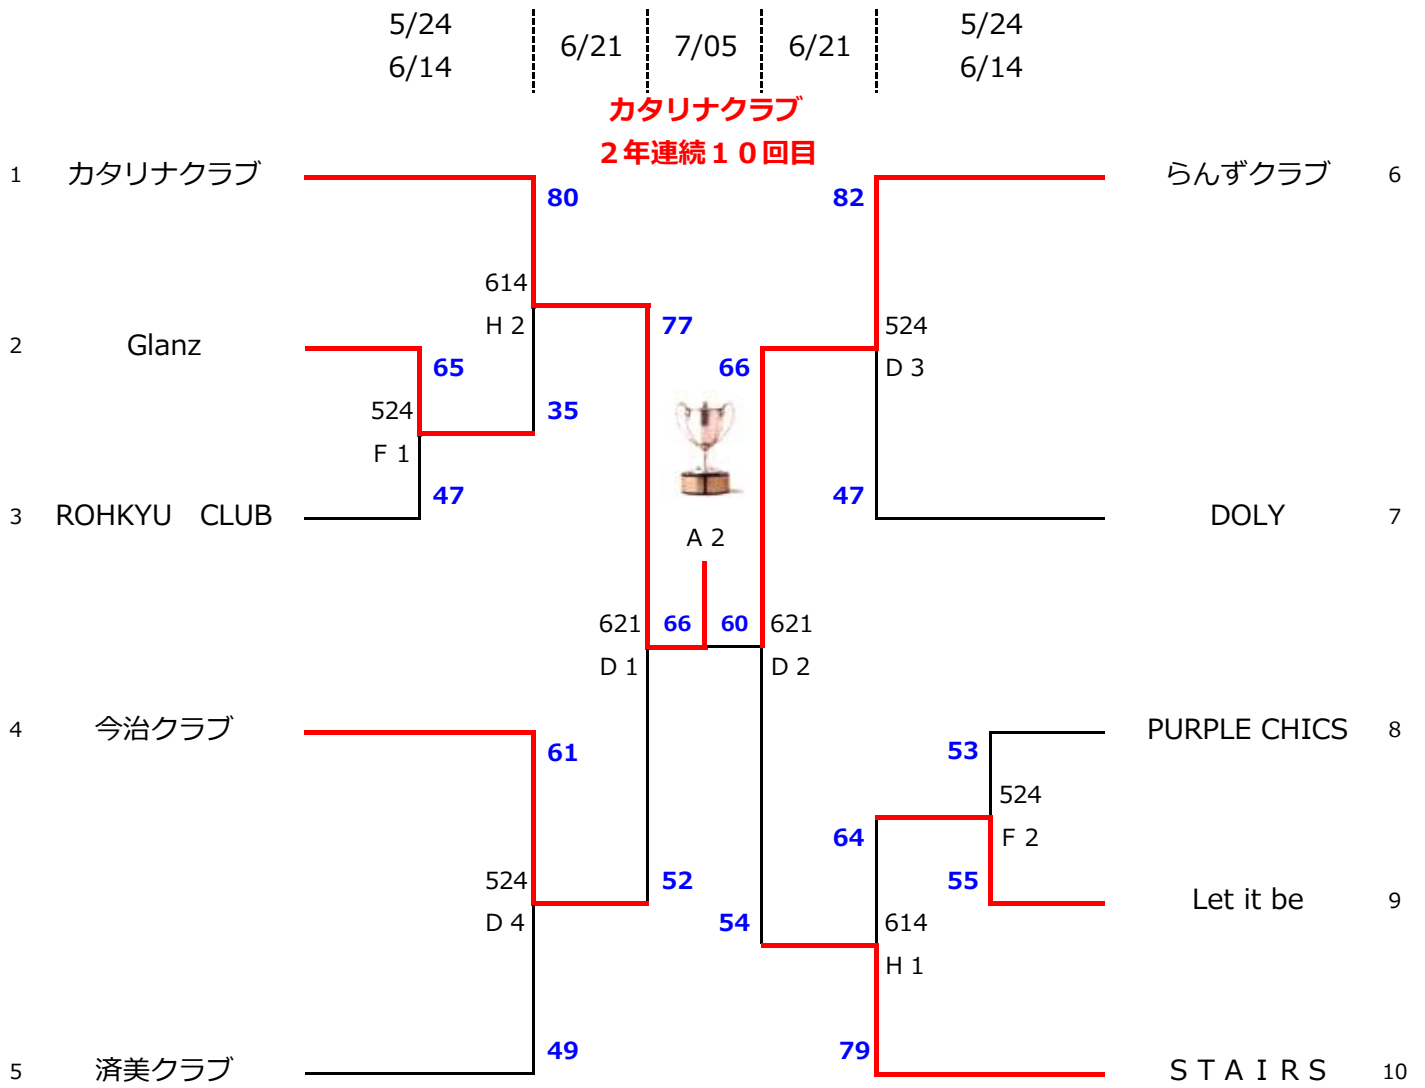 5/24
6/14
6/21
7/05
6/21
5/24
6/14
カタリナクラブ
２年連続１０回目
1 カタリナクラブ
80
82
らんずクラブ 6
614
H 2
2 Glanz
65
77
66
524
D 3
524
F 1
35
3 ROHKYU　CLUB
47
47
DOLY 7
A 2
621
D 1
66
60
621
D 2
4 今治クラブ
61
53
PURPLE CHICS 8
524
F 2
64
524
D 4
52
54
55
Let it be 9
614
H 1
49
79
5 済美クラブ
ＳＴＡＩＲＳ 10